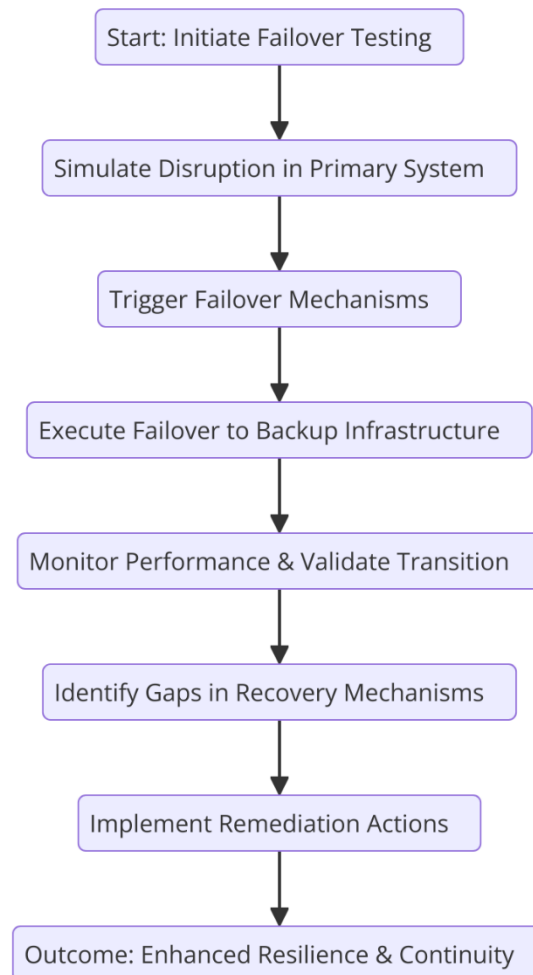 Start: Initiate Failover Testing
Simulate Disruption in Primary System
Trigger Failover Mechanisms
Execute Failover to Backup Infrastructure
Monitor Performance & Validate Transition
Identify Gaps in Recovery Mechanisms
Implement Remediation Actions
Outcome: Enhanced Resilience & Continuity